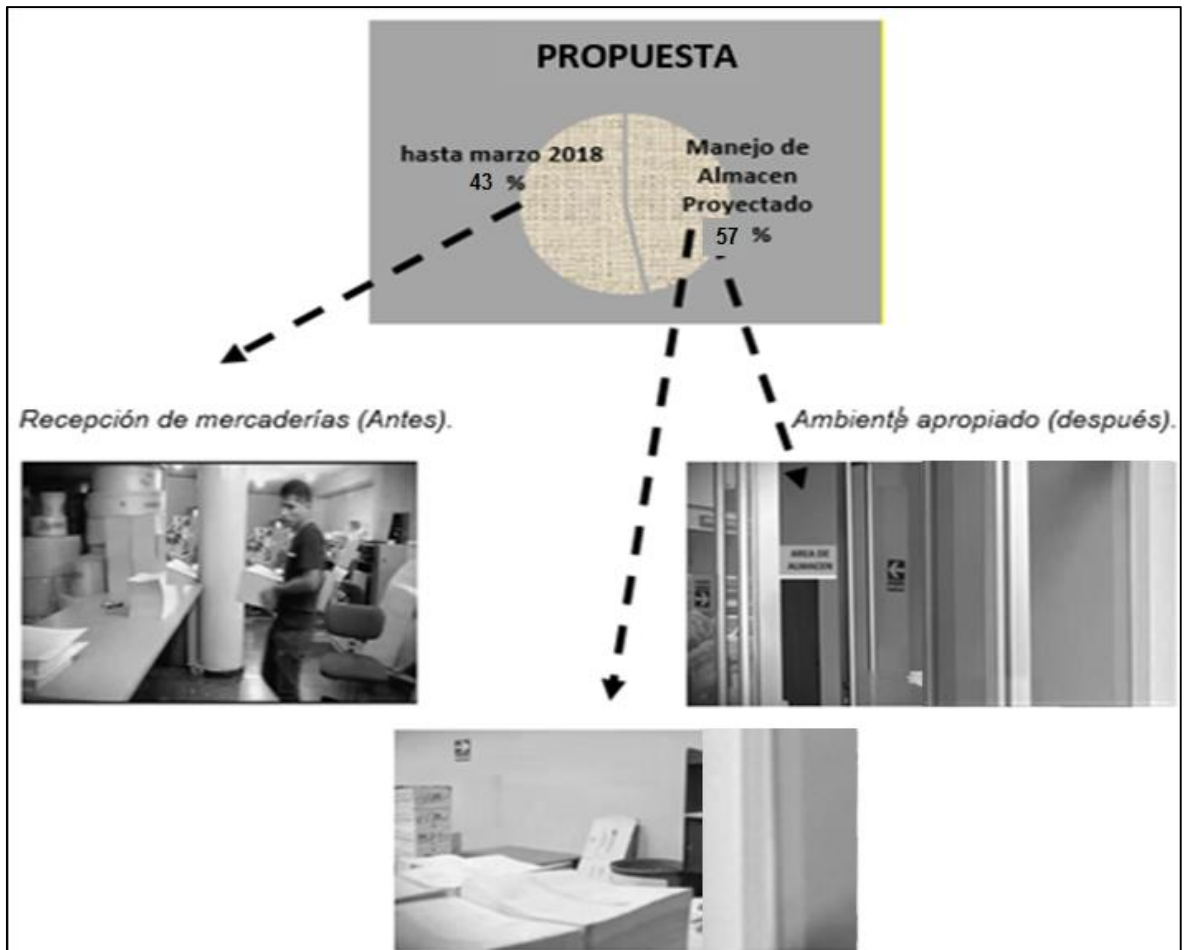 PROPUESTA
hasta marzo 2018
43 %
Manejo de
Almacen
Proyectado
57 %
Recepción de mercaderías (Antes).
Ambiente apropiado (después).
AREA DE
ALMACEN